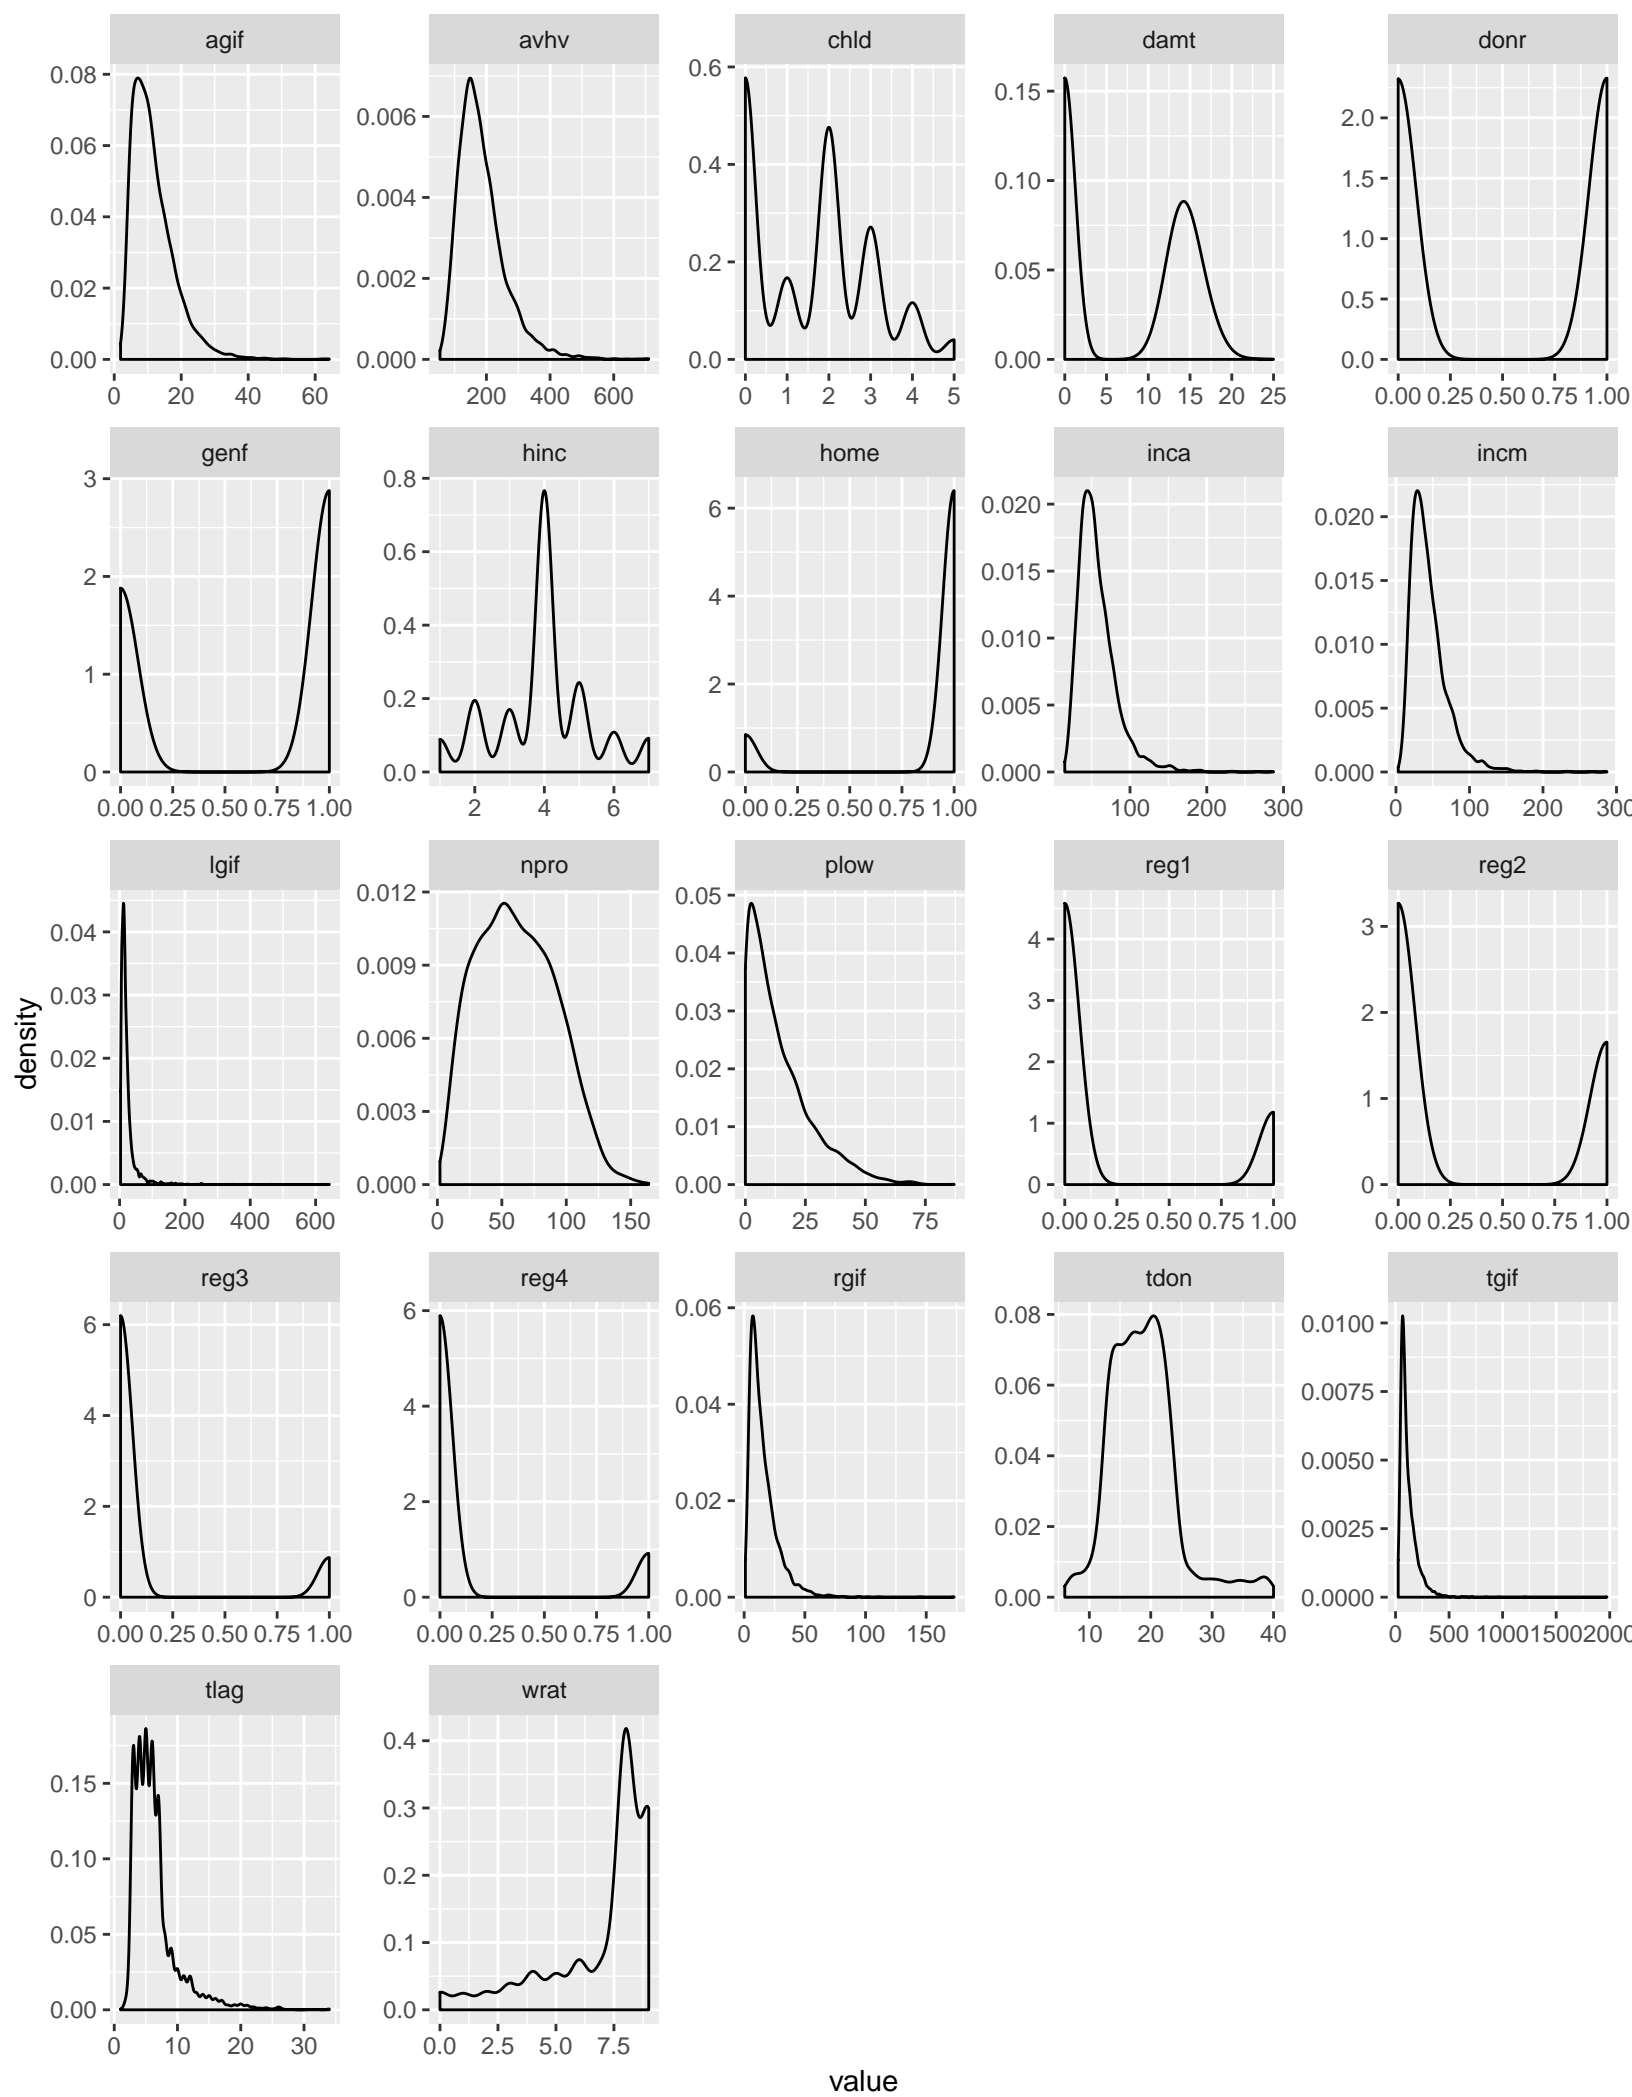 agif avhv chld damt donr
0.08 0.06 0.04 0.02 0.00
0 20 40 60
0.006 0.004 0.002 0.000
200 400 600
0.6 0.4 0.2 0.0
0 1 2 3 4 5
0.15 0.10 0.05 0.00
0 5 10 15 20 25
2.0 1.5 1.0 0.5 0.0
0.00 0.25 0.50 0.75 1.00
genf hinc home inca incm
3 2 1 0
0.00 0.25 0.50 0.75 1.00
0.8 0.6 0.4 0.2 0.0
2 4 6
6 4 2 0
0.00 0.25 0.50 0.75 1.00
0.020 0.015 0.010 0.005 0.000
100 200 300
0.020 0.015 0.010 0.005 0.000
0 100 200 300
lgif npro plow reg1 reg2
density
0.04 0.03 0.02 0.01 0.00
0 200 400 600
0.012 0.009 0.006 0.003 0.000
0 50 100 150
0.05 0.04 0.03 0.02 0.01 0.00
0 25 50 75
4 3 2 1 0
0.00 0.25 0.50 0.75 1.00
3 2 1 0
0.00 0.25 0.50 0.75 1.00
reg3 reg4 rgif tdon tgif
6 4 2 0
0.00 0.25 0.50 0.75 1.00
6 4 2 0
0.00 0.25 0.50 0.75 1.00
0.06 0.04 0.02 0.00
0 50 100 150
0.08 0.06 0.04 0.02 0.00
10 20 30 40
0.0100 0.0075 0.0050 0.0025 0.0000
0 500 1000 1500 2000
tlag wrat
0.15 0.10 0.05 0.00
0 10 20 30
0.4 0.3 0.2 0.1 0.0
0.0 2.5 5.0 7.5
value